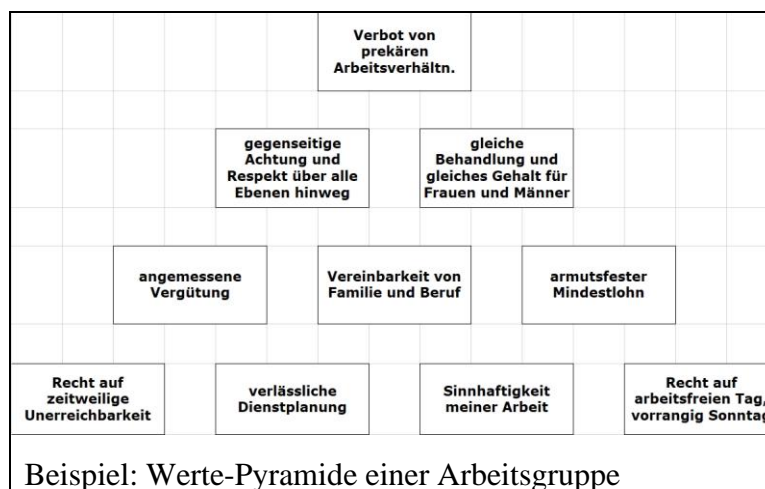 Verbot von
prekären
Arbeitsverhältn.
gegenseitige
Achtung und
Respekt über alle
Ebenen hinweg
gleiche
Behandlung und
gleiches Gehalt für
Frauen und Männer
angemessene
Vergütung
Vereinbarkeit von
Familie und Beruf
armutsfester
Mindestlohn
Recht auf
zeitweilige
Unerreichbarkeit
verlässliche
Dienstplanung
Sinnhaftigkeit
meiner Arbeit
Recht auf
arbeitsfreien Tag,
vorrangig Sonntag
Beispiel: Werte-Pyramide einer Arbeitsgruppe